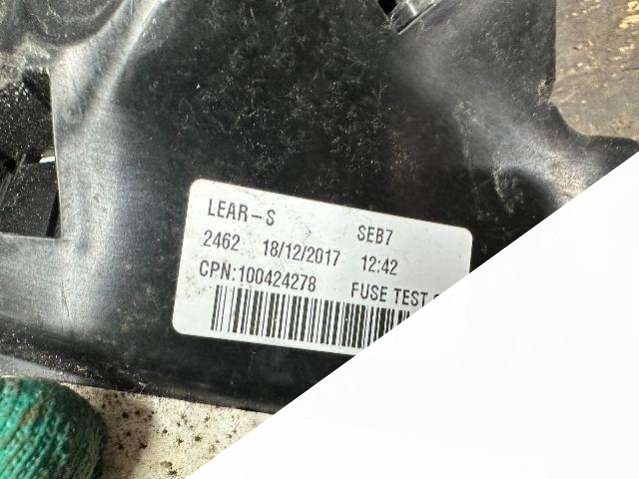 LEAR-S SEB7
2462 18/12/2017 12:42
CPN:100424278 FUSE TEST